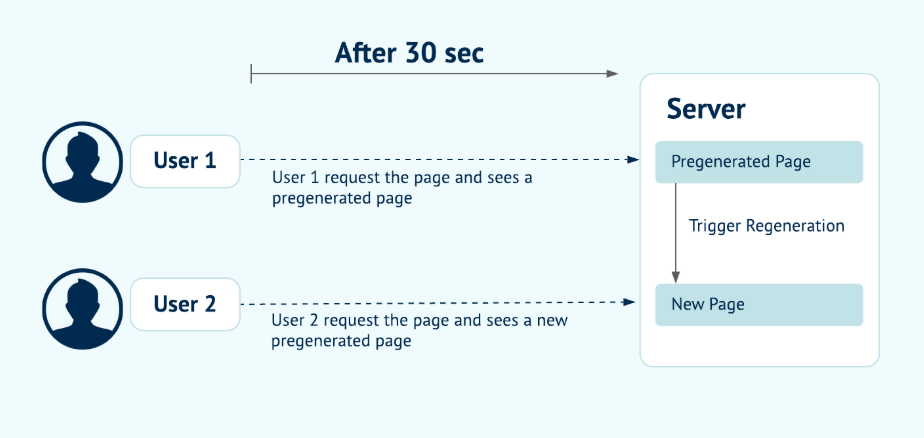 After 30 sec
Server
User 1
Pregenerated Page
User 1 request the page and sees a
pregenerated page
Trigger Regeneration
User 2
New Page
User 2 request the page and sees a new
pregenerated page